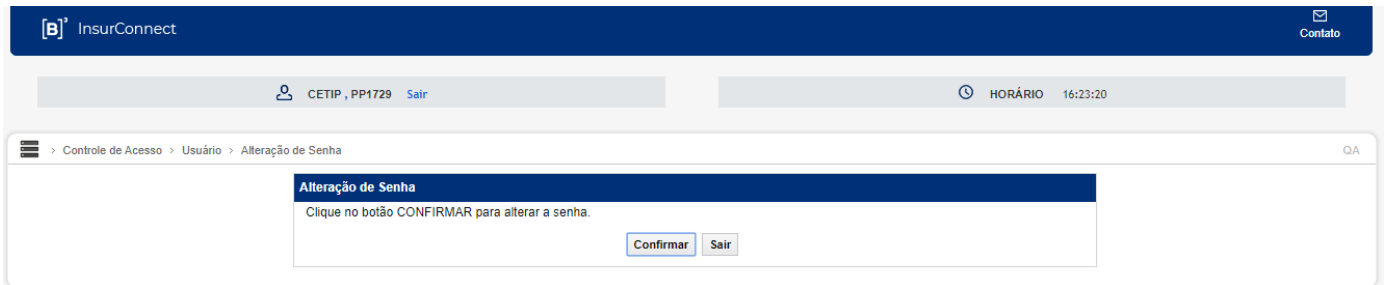 [B]³ InsurConnect
Contato
CETIP , PP1729 Sair
HORÁRIO 16:23:20
> Controle de Acesso > Usuário > Alteração de Senha
QA
Alteração de Senha
Clique no botão CONFIRMAR para alterar a senha.
Confirmar Sair